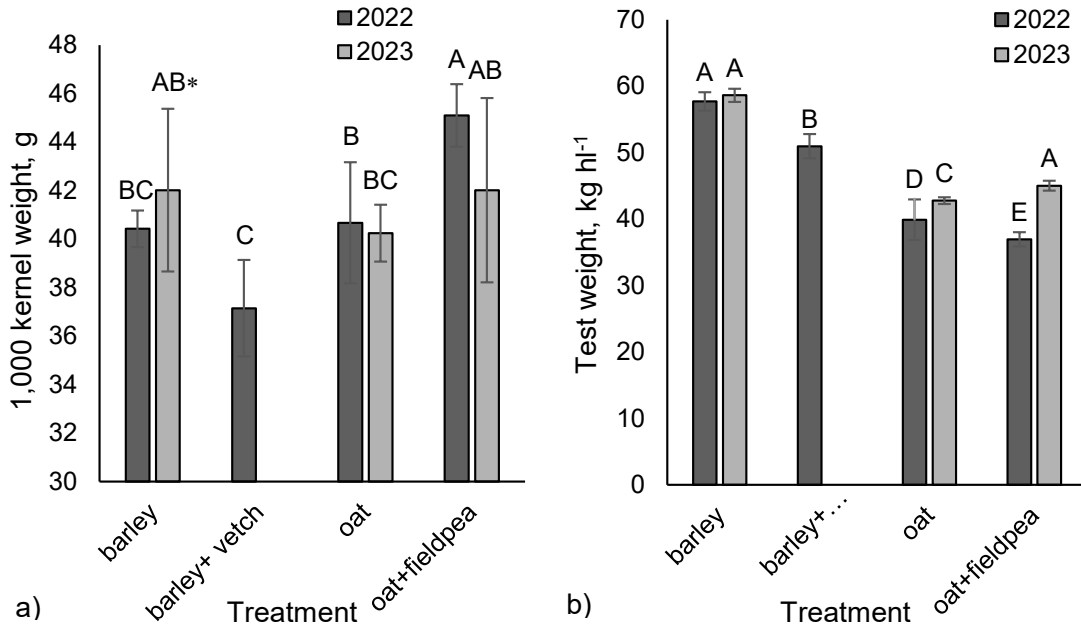 2022
2023
48
46
44
42
40
38
36
34
32
30
1,000 kernel weight, g
BC
AB*
C
B
BC
A
AB
barley
barley+ vetch
oat
oat+fieldpea
Treatment
a)
2022
2023
70
60
50
40
30
20
10
0
Test weight, kg hl⁻¹
A
A
B
D
C
E
A
barley
barley+...
oat
oat+fieldpea
Treatment
b)